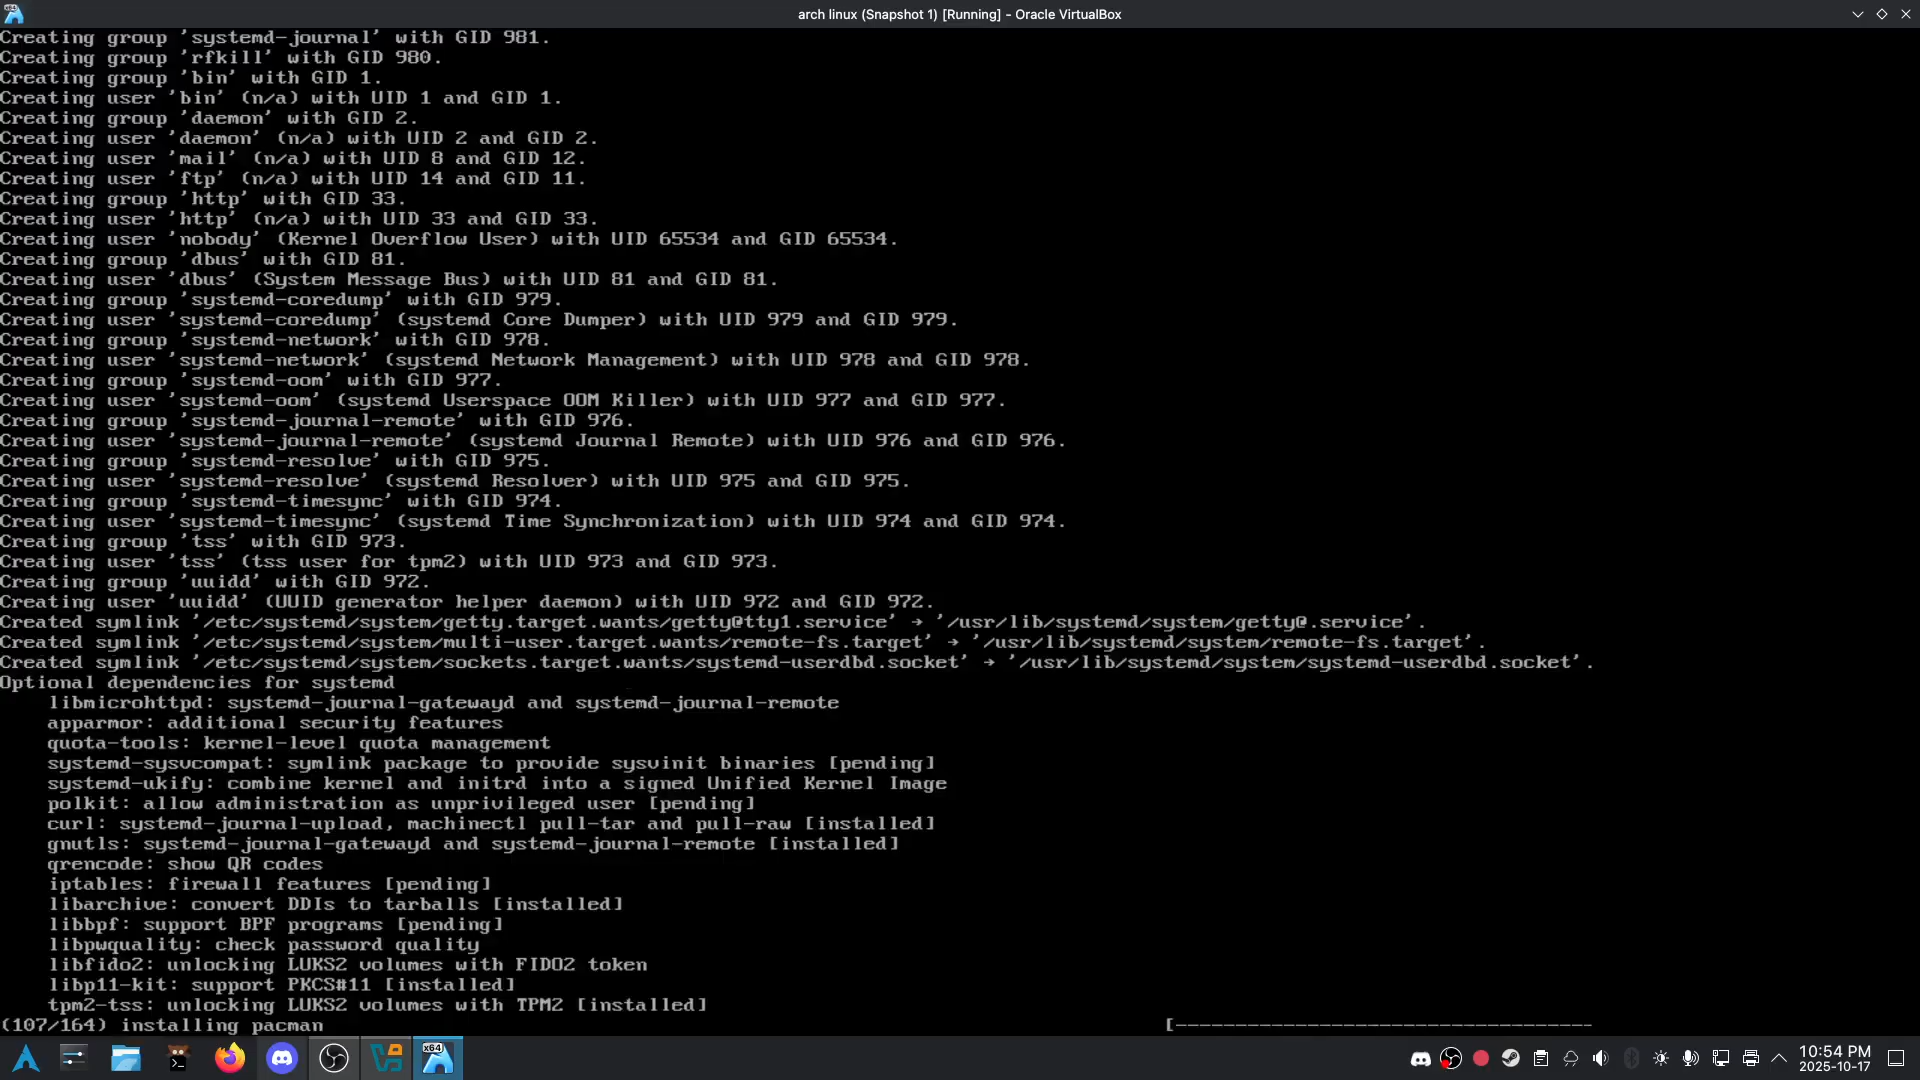 arch linux (Snapshot 1) [Running] - Oracle VirtualBox
Creating group 'systemd-journal' with GID 981.
Creating group 'rfkill' with GID 980.
Creating group 'bin' with GID 1.
Creating user 'bin' (n/a) with UID 1 and GID 1.
Creating group 'daemon' with GID 2.
Creating user 'daemon' (n/a) with UID 2 and GID 2.
Creating user 'mail' (n/a) with UID 8 and GID 12.
Creating user 'ftp' (n/a) with UID 14 and GID 11.
Creating group 'http' with GID 33.
Creating user 'http' (n/a) with UID 33 and GID 33.
Creating user 'nobody' (Kernel Overflow User) with UID 65534 and GID 65534.
Creating group 'dbus' with GID 81.
Creating user 'dbus' (System Message Bus) with UID 81 and GID 81.
Creating group 'systemd-coredump' with GID 979.
Creating user 'systemd-coredump' (systemd Core Dumper) with UID 979 and GID 979.
Creating group 'systemd-network' with GID 978.
Creating user 'systemd-network' (systemd Network Management) with UID 978 and GID 978.
Creating group 'systemd-oom' with GID 977.
Creating user 'systemd-oom' (systemd Userspace OOM Killer) with UID 977 and GID 977.
Creating group 'systemd-journal-remote' with GID 976.
Creating user 'systemd-journal-remote' (systemd Journal Remote) with UID 976 and GID 976.
Creating group 'systemd-resolve' with GID 975.
Creating user 'systemd-resolve' (systemd Resolver) with UID 975 and GID 975.
Creating group 'systemd-timesync' with GID 974.
Creating user 'systemd-timesync' (systemd Time Synchronization) with UID 974 and GID 974.
Creating group 'tss' with GID 973.
Creating user 'tss' (tss user for tpm2) with UID 973 and GID 973.
Creating group 'uuidd' with GID 972.
Creating user 'uuidd' (UUID generator helper daemon) with UID 972 and GID 972.
Created symlink '/etc/systemd/system/getty.target.wants/getty@tty1.service' → '/usr/lib/systemd/system/getty@.service'.
Created symlink '/etc/systemd/system/multi-user.target.wants/remote-fs.target' → '/usr/lib/systemd/system/remote-fs.target'.
Created symlink '/etc/systemd/system/sockets.target.wants/systemd-userdbd.socket' → '/usr/lib/systemd/system/systemd-userdbd.socket'.
Optional dependencies for systemd
    libmicrohttpd: systemd-journal-gatewayd and systemd-journal-remote
    apparmor: additional security features
    quota-tools: kernel-level quota management
    systemd-sysvcompat: symlink package to provide sysvinit binaries [pending]
    systemd-ukify: combine kernel and initrd into a signed Unified Kernel Image
    polkit: allow administration as unprivileged user [pending]
    curl: systemd-journal-upload, machinectl pull-tar and pull-raw [installed]
    gnutls: systemd-journal-gatewayd and systemd-journal-remote [installed]
    qrencode: show QR codes
    iptables: firewall features [pending]
    libarchive: convert DDIs to tarballs [installed]
    libbpf: support BPF programs [pending]
    libpwquality: check password quality
    libfido2: unlocking LUKS2 volumes with FIDO2 token
    libp11-kit: support PKCS#11 [installed]
    tpm2-tss: unlocking LUKS2 volumes with TPM2 [installed]
(107/164) installing pacman [-----------------------------------
x64
10:54 PM
2025-10-17